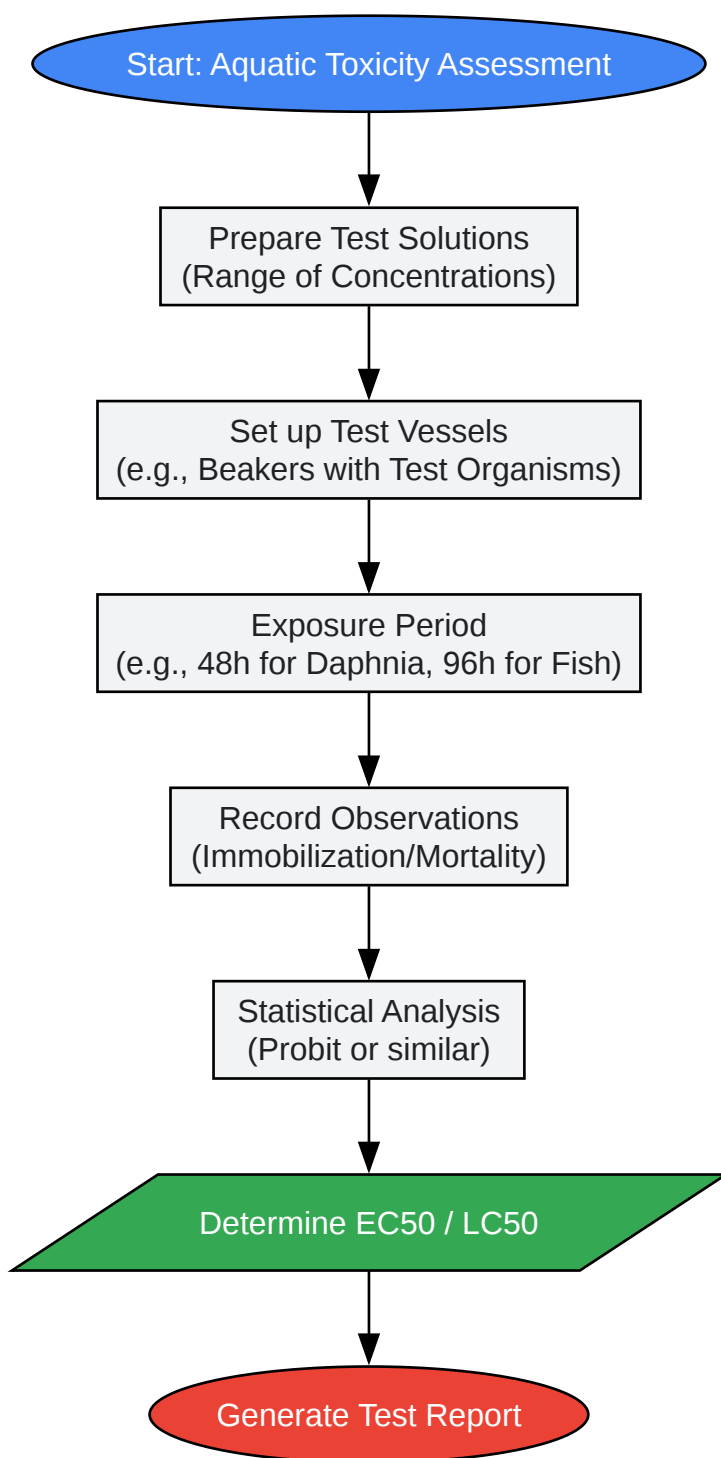 Start: Aquatic Toxicity Assessment
Prepare Test Solutions
(Range of Concentrations)
Set up Test Vessels
(e.g., Beakers with Test Organisms)
Exposure Period
(e.g., 48h for Daphnia, 96h for Fish)
Record Observations
(Immobilization/Mortality)
Statistical Analysis
(Probit or similar)
Determine EC50 / LC50
Generate Test Report